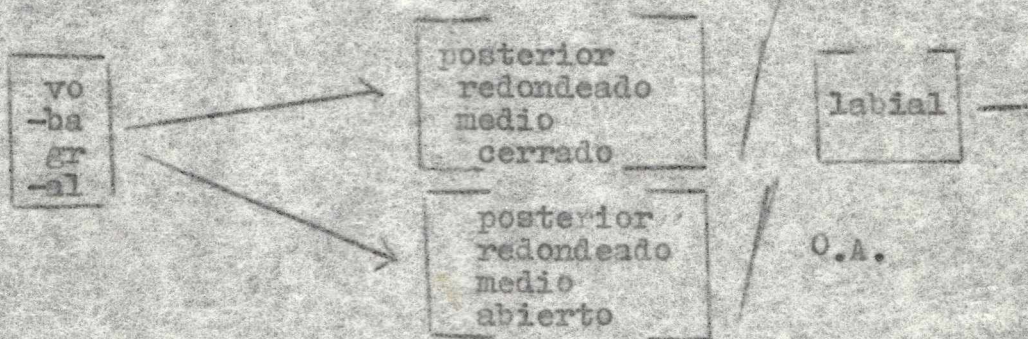 vo
-ba
gr
-al
posterior
redondeado
medio
cerrado
/
labial —
posterior
redondeado
medio
abierto
/
O.A.